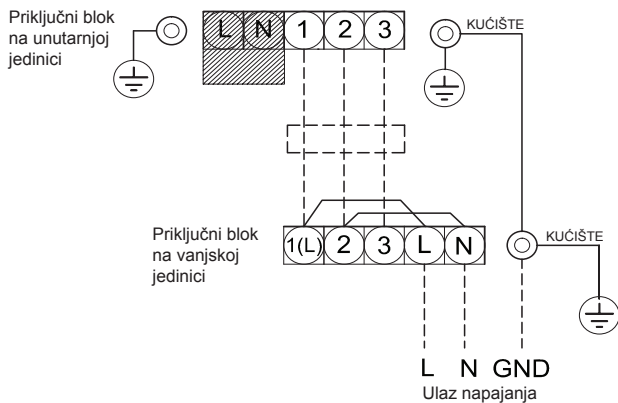 Priključni blok
na unutarnjoj
jedinici
L N 1 2 3
KUĆIŠTE
Priključni blok
na vanjskoj
jedinici
1(L) 2 3 L N
KUĆIŠTE
L N GND
Ulaz napajanja